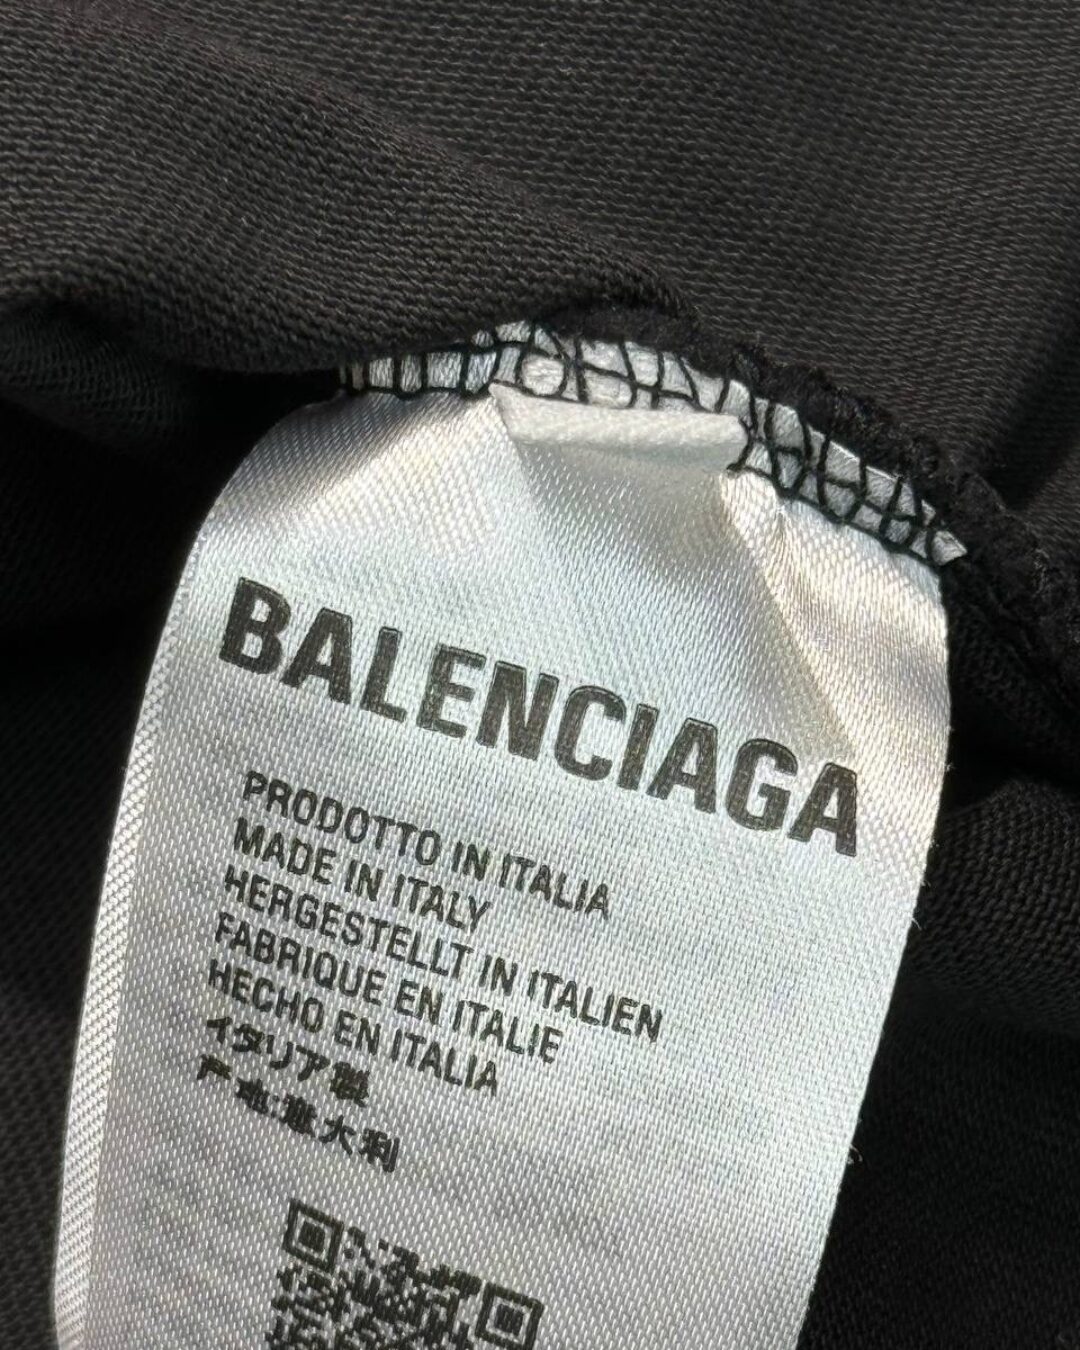 BALENCIAGA
PRODOTTO IN ITALIA
MADE IN ITALY
HERGESTELLT IN ITALIEN
FABRIQUE EN ITALIE
HECHO EN ITALIA
イタリア製
产地:意大利